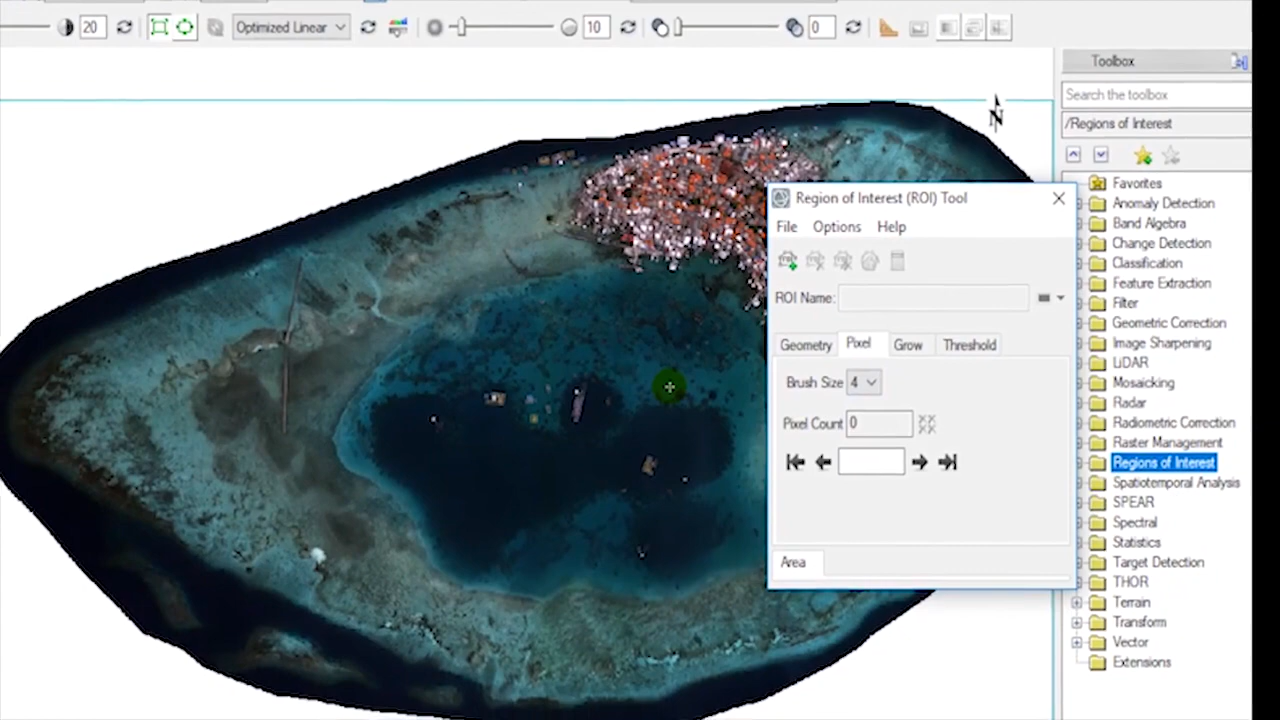 20
Optimized Linear
10
0
Toolbox
Search the toolbox
/Regions of Interest
N
Favorites
Anomaly Detection
Band Algebra
Change Detection
Classification
Feature Extraction
Filter
Geometric Correction
Image Sharpening
LiDAR
Mosaicking
Radar
Radiometric Correction
Raster Management
Regions of Interest
Spatiotemporal Analysis
SPEAR
Spectral
Statistics
Target Detection
THOR
Terrain
Transform
Vector
Extensions
Region of Interest (ROI) Tool
File Options Help
ROI Name:
Geometry Pixel Grow Threshold
Brush Size 4
Pixel Count 0
Area